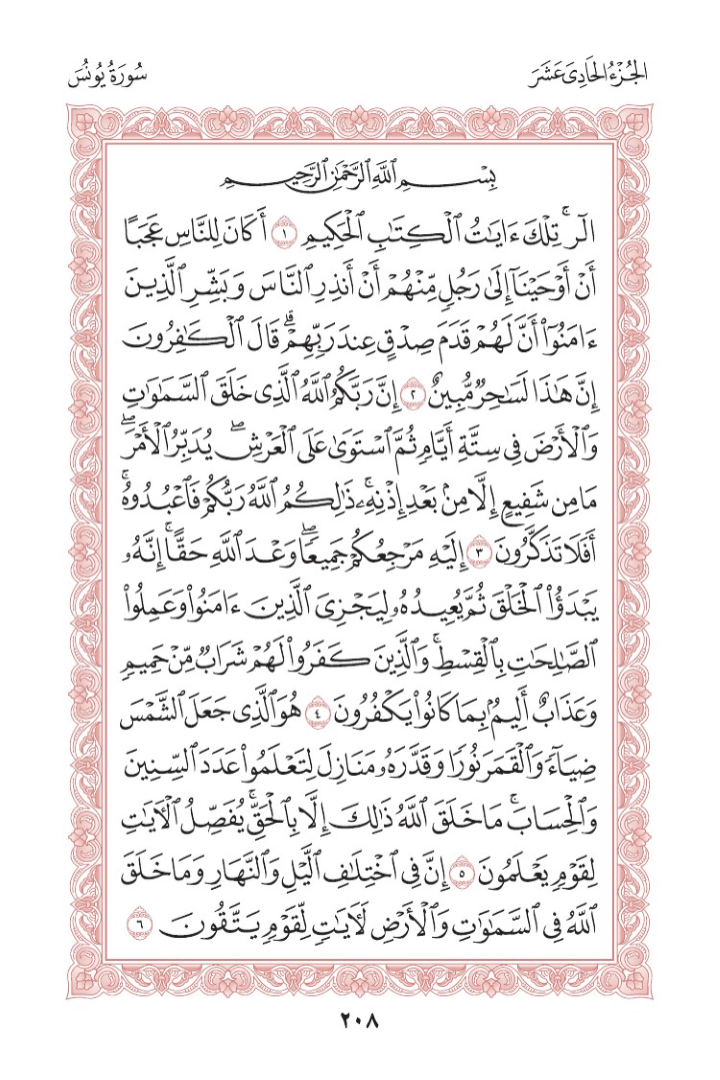 الجُزْءُ الحَادِى عَشَرَ
سُورَةُ يُونُسَ
بِسْمِ ٱللَّهِ ٱلرَّحْمَٰنِ ٱلرَّحِيمِ
الٓرۚ تِلْكَ ءَايَٰتُ ٱلْكِتَٰبِ ٱلْحَكِيمِ ١ أَكَانَ لِلنَّاسِ عَجَبًا
أَنْ أَوْحَيْنَآ إِلَىٰ رَجُلٍ مِّنْهُمْ أَنْ أَنذِرِ ٱلنَّاسَ وَبَشِّرِ ٱلَّذِينَ
ءَامَنُوٓا۟ أَنَّ لَهُمْ قَدَمَ صِدْقٍ عِندَ رَبِّهِمْۗ قَالَ ٱلْكَٰفِرُونَ
إِنَّ هَٰذَا لَسَٰحِرٌ مُّبِينٌ ٢ إِنَّ رَبَّكُمُ ٱللَّهُ ٱلَّذِى خَلَقَ ٱلسَّمَٰوَٰتِ
وَٱلْأَرْضَ فِى سِتَّةِ أَيَّامٍ ثُمَّ ٱسْتَوَىٰ عَلَى ٱلْعَرْشِۖ يُدَبِّرُ ٱلْأَمْرَۖ
مَا مِن شَفِيعٍ إِلَّا مِنۢ بَعْدِ إِذْنِهِۦۚ ذَٰلِكُمُ ٱللَّهُ رَبُّكُمْ فَٱعْبُدُوهُۚ
أَفَلَا تَذَكَّرُونَ ٣ إِلَيْهِ مَرْجِعُكُمْ جَمِيعًاۖ وَعْدَ ٱللَّهِ حَقًّاۚ إِنَّهُۥ
يَبْدَؤُا۟ ٱلْخَلْقَ ثُمَّ يُعِيدُهُۥ لِيَجْزِىَ ٱلَّذِينَ ءَامَنُوا۟ وَعَمِلُوا۟
ٱلصَّٰلِحَٰتِ بِٱلْقِسْطِۚ وَٱلَّذِينَ كَفَرُوا۟ لَهُمْ شَرَابٌ مِّنْ حَمِيمٍ
وَعَذَابٌ أَلِيمٌۢ بِمَا كَانُوا۟ يَكْفُرُونَ ٤ هُوَ ٱلَّذِى جَعَلَ ٱلشَّمْسَ
ضِيَآءً وَٱلْقَمَرَ نُورًا وَقَدَّرَهُۥ مَنَازِلَ لِتَعْلَمُوا۟ عَدَدَ ٱلسِّنِينَ
وَٱلْحِسَابَۚ مَا خَلَقَ ٱللَّهُ ذَٰلِكَ إِلَّا بِٱلْحَقِّۚ يُفَصِّلُ ٱلْءَايَٰتِ
لِقَوْمٍ يَعْلَمُونَ ٥ إِنَّ فِى ٱخْتِلَٰفِ ٱلَّيْلِ وَٱلنَّهَارِ وَمَا خَلَقَ
ٱللَّهُ فِى ٱلسَّمَٰوَٰتِ وَٱلْأَرْضِ لَءَايَٰتٍ لِّقَوْمٍ يَتَّقُونَ ٦
٢٠٨